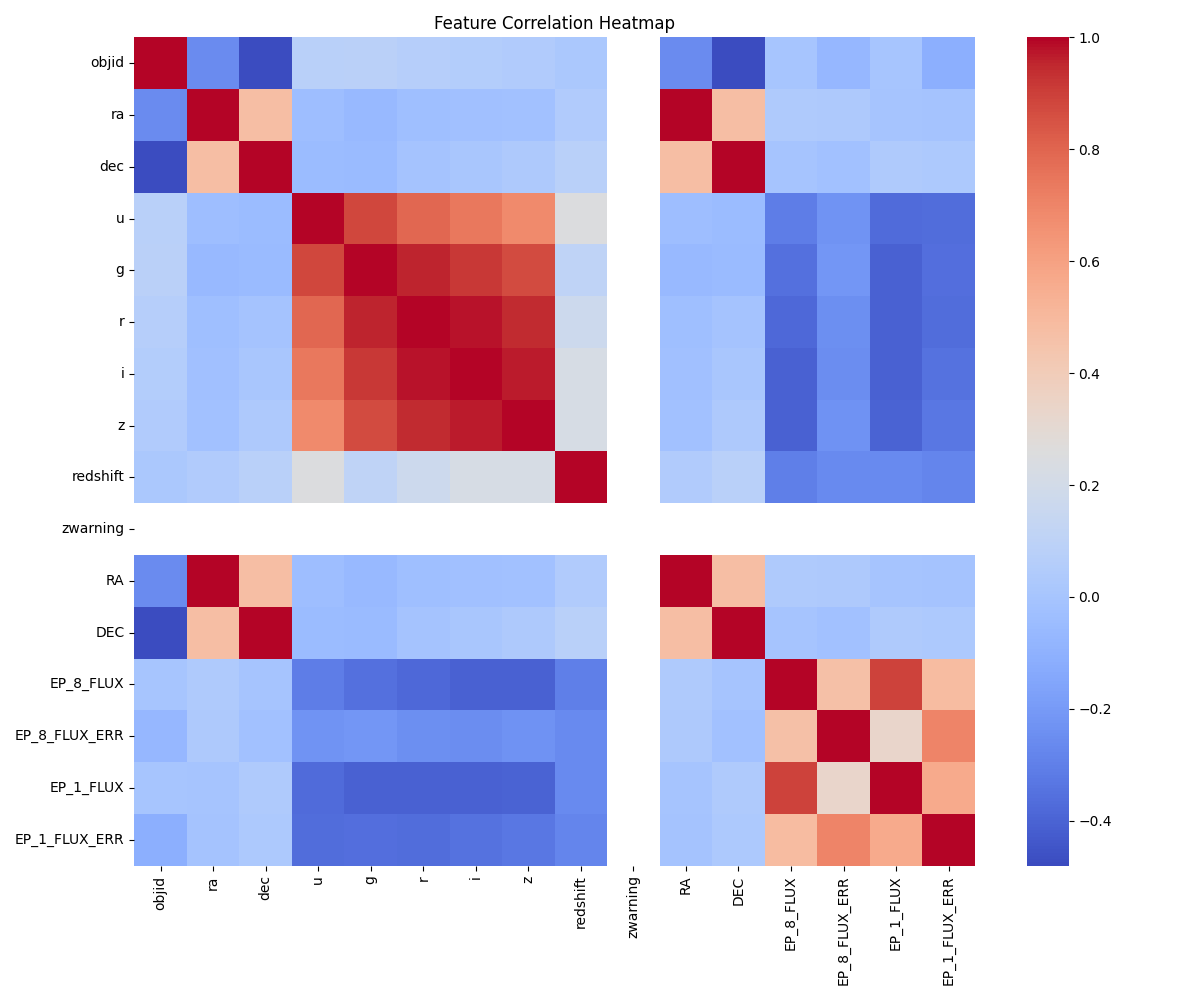 Feature Correlation Heatmap
objid
ra
dec
u
g
r
i
z
redshift
zwarning
RA
DEC
EP_8_FLUX
EP_8_FLUX_ERR
EP_1_FLUX
EP_1_FLUX_ERR
objid
ra
dec
u
g
r
i
z
redshift
zwarning
RA
DEC
EP_8_FLUX
EP_8_FLUX_ERR
EP_1_FLUX
EP_1_FLUX_ERR
1.0
0.8
0.6
0.4
0.2
0.0
−0.2
−0.4